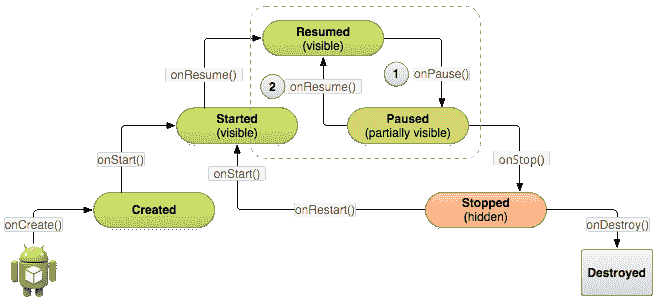 Resumed
(visible)
onResume()
2
onResume()
1
onPause()
Started
(visible)
Paused
(partially visible)
onStart()
onStart()
onStop()
Created
onRestart()
Stopped
(hidden)
onCreate()
onDestroy()
Destroyed